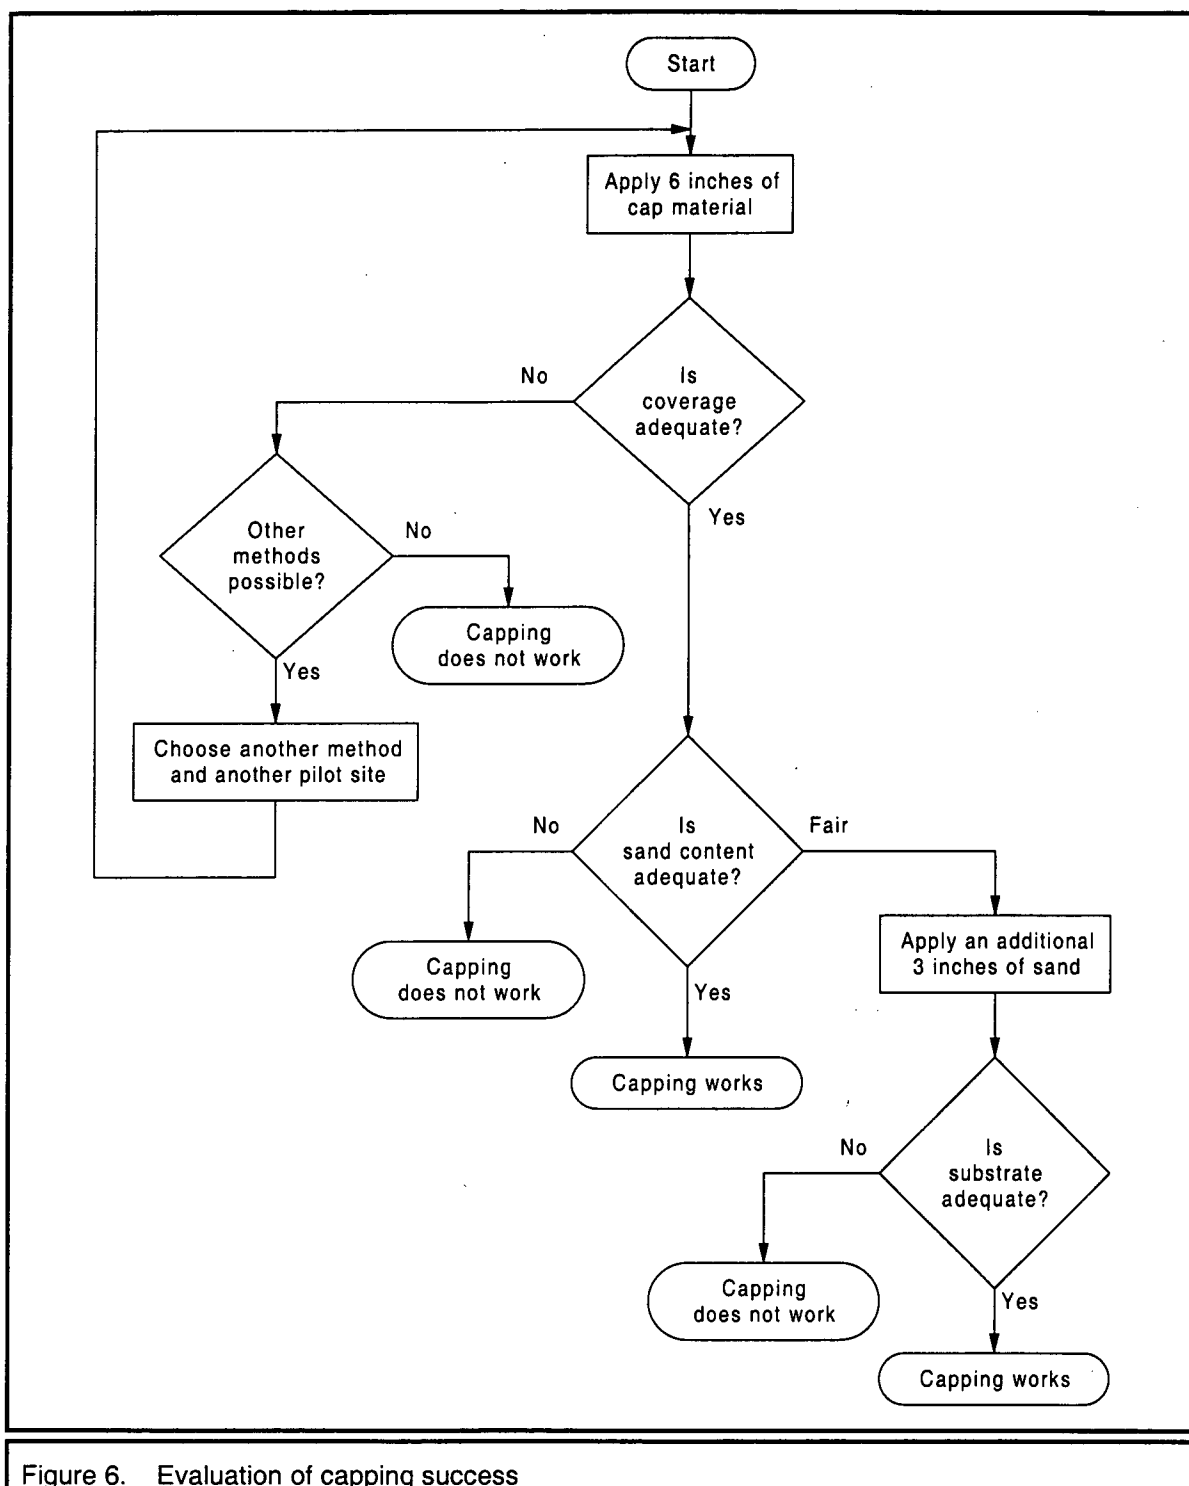 Start
Apply 6 inches of
cap material
No
Is
coverage
adequate?
Yes
Other
methods
possible?
No
Capping
does not work
Yes
Choose another method
and another pilot site
No
Is
sand content
adequate?
Fair
Capping
does not work
Yes
Apply an additional
3 inches of sand
Capping works
No
Is
substrate
adequate?
Capping
does not work
Yes
Capping works
Figure 6. Evaluation of capping success